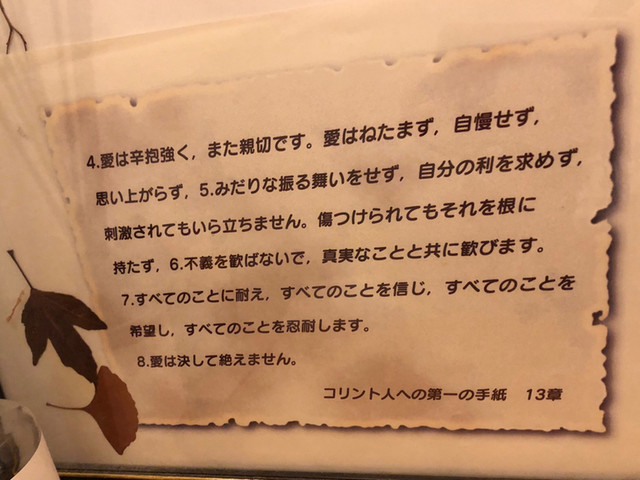 4.愛は辛抱強く，また親切です。愛はねたまず，自慢せず，
思い上がらず，5.みだりな振る舞いをせず，自分の利を求めず，
刺激されてもいら立ちません。傷つけられてもそれを根に
持たず，6.不義を歓ばないで，真実なことと共に歓びます。
7.すべてのことに耐え，すべてのことを信じ，すべてのことを
希望し，すべてのことを忍耐します。
8.愛は決して絶えません。
コリント人への第一の手紙　13章